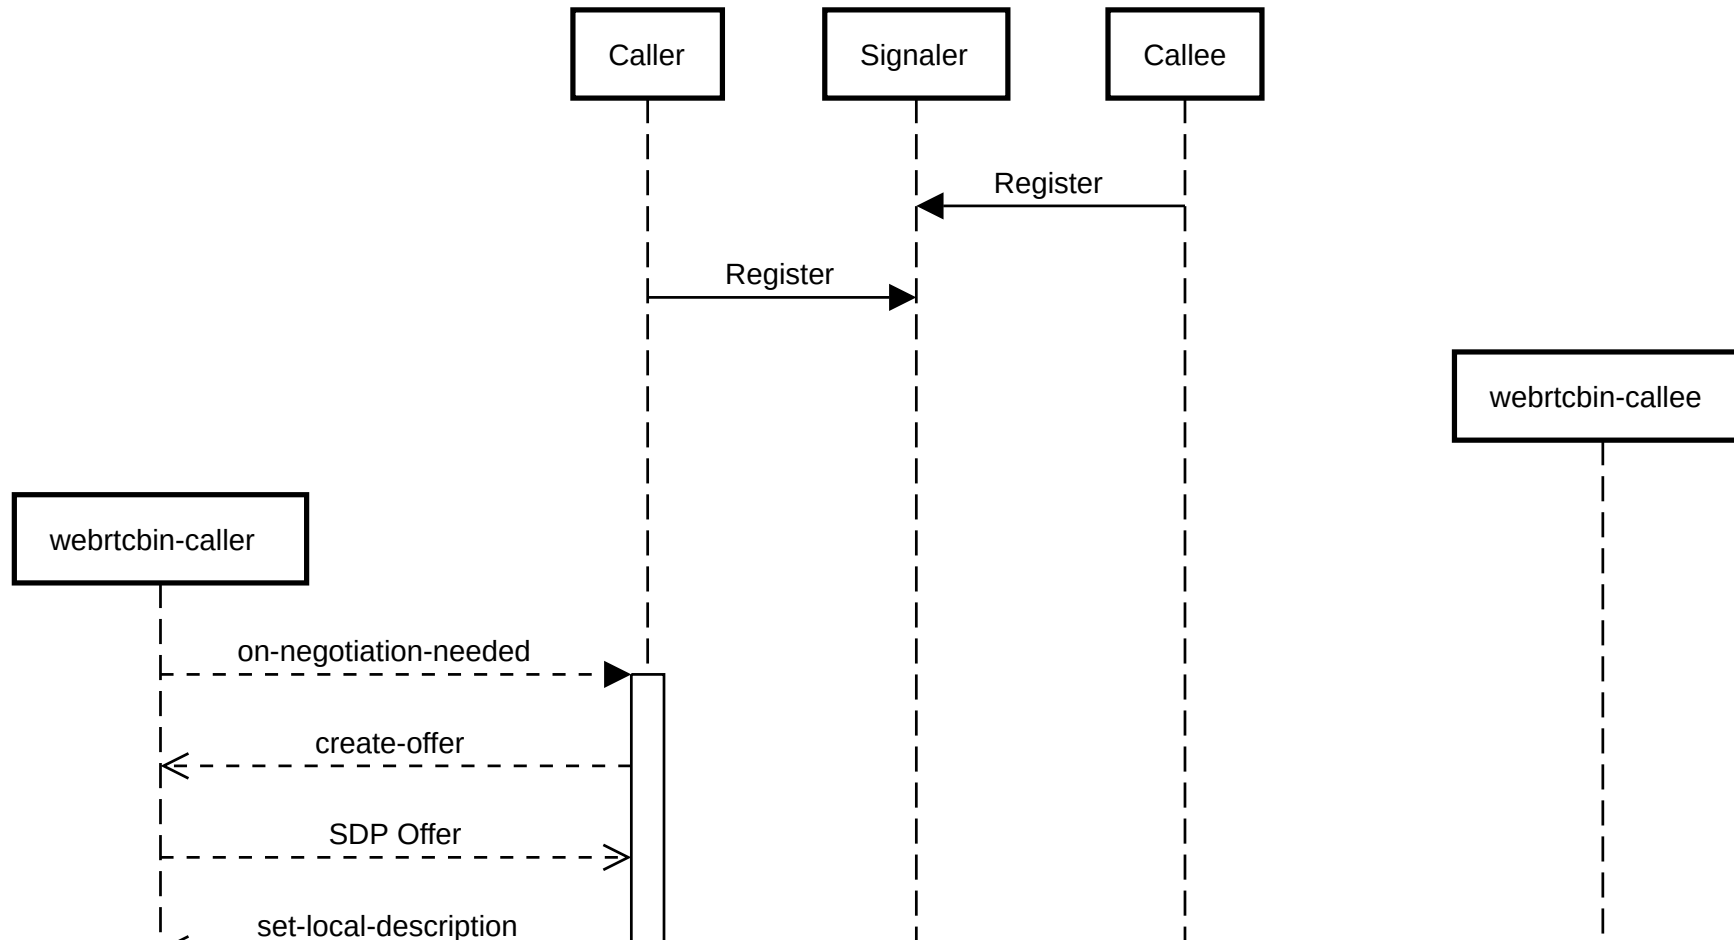 Caller
Signaler
Callee
Register
Register
webrtcbin-callee
webrtcbin-caller
on-negotiation-needed
create-offer
SDP Offer
set-local-description